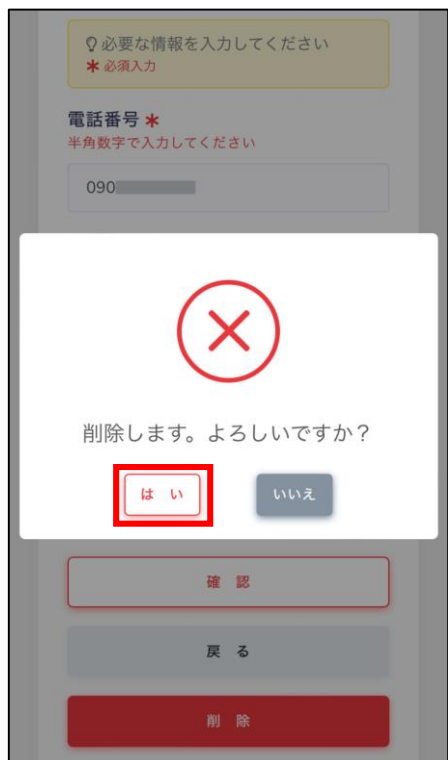 必要な情報を入力してください
* 必須入力
電話番号 *
半角数字で入力してください
090
削除します。よろしいですか？
は い
いいえ
確 認
戻 る
削 除